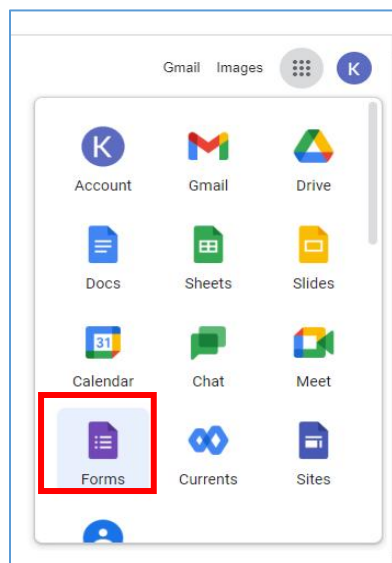 Gmail Images K
K
Account Gmail Drive
Docs Sheets Slides
31
Calendar Chat Meet
Forms Currents Sites